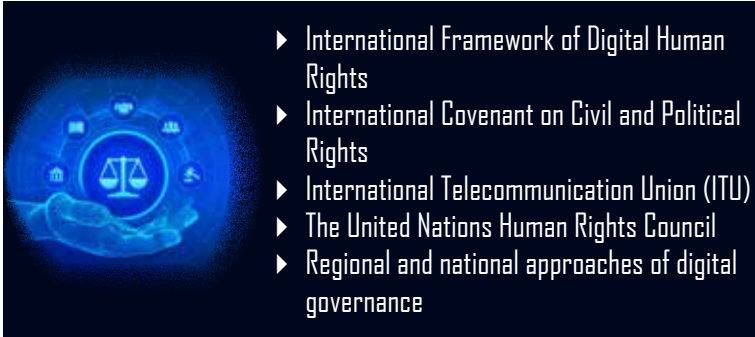 International Framework of Digital Human
Rights
International Covenant on Civil and Political
Rights
International Telecommunication Union (ITU)
The United Nations Human Rights Council
Regional and national approaches of digital
governance